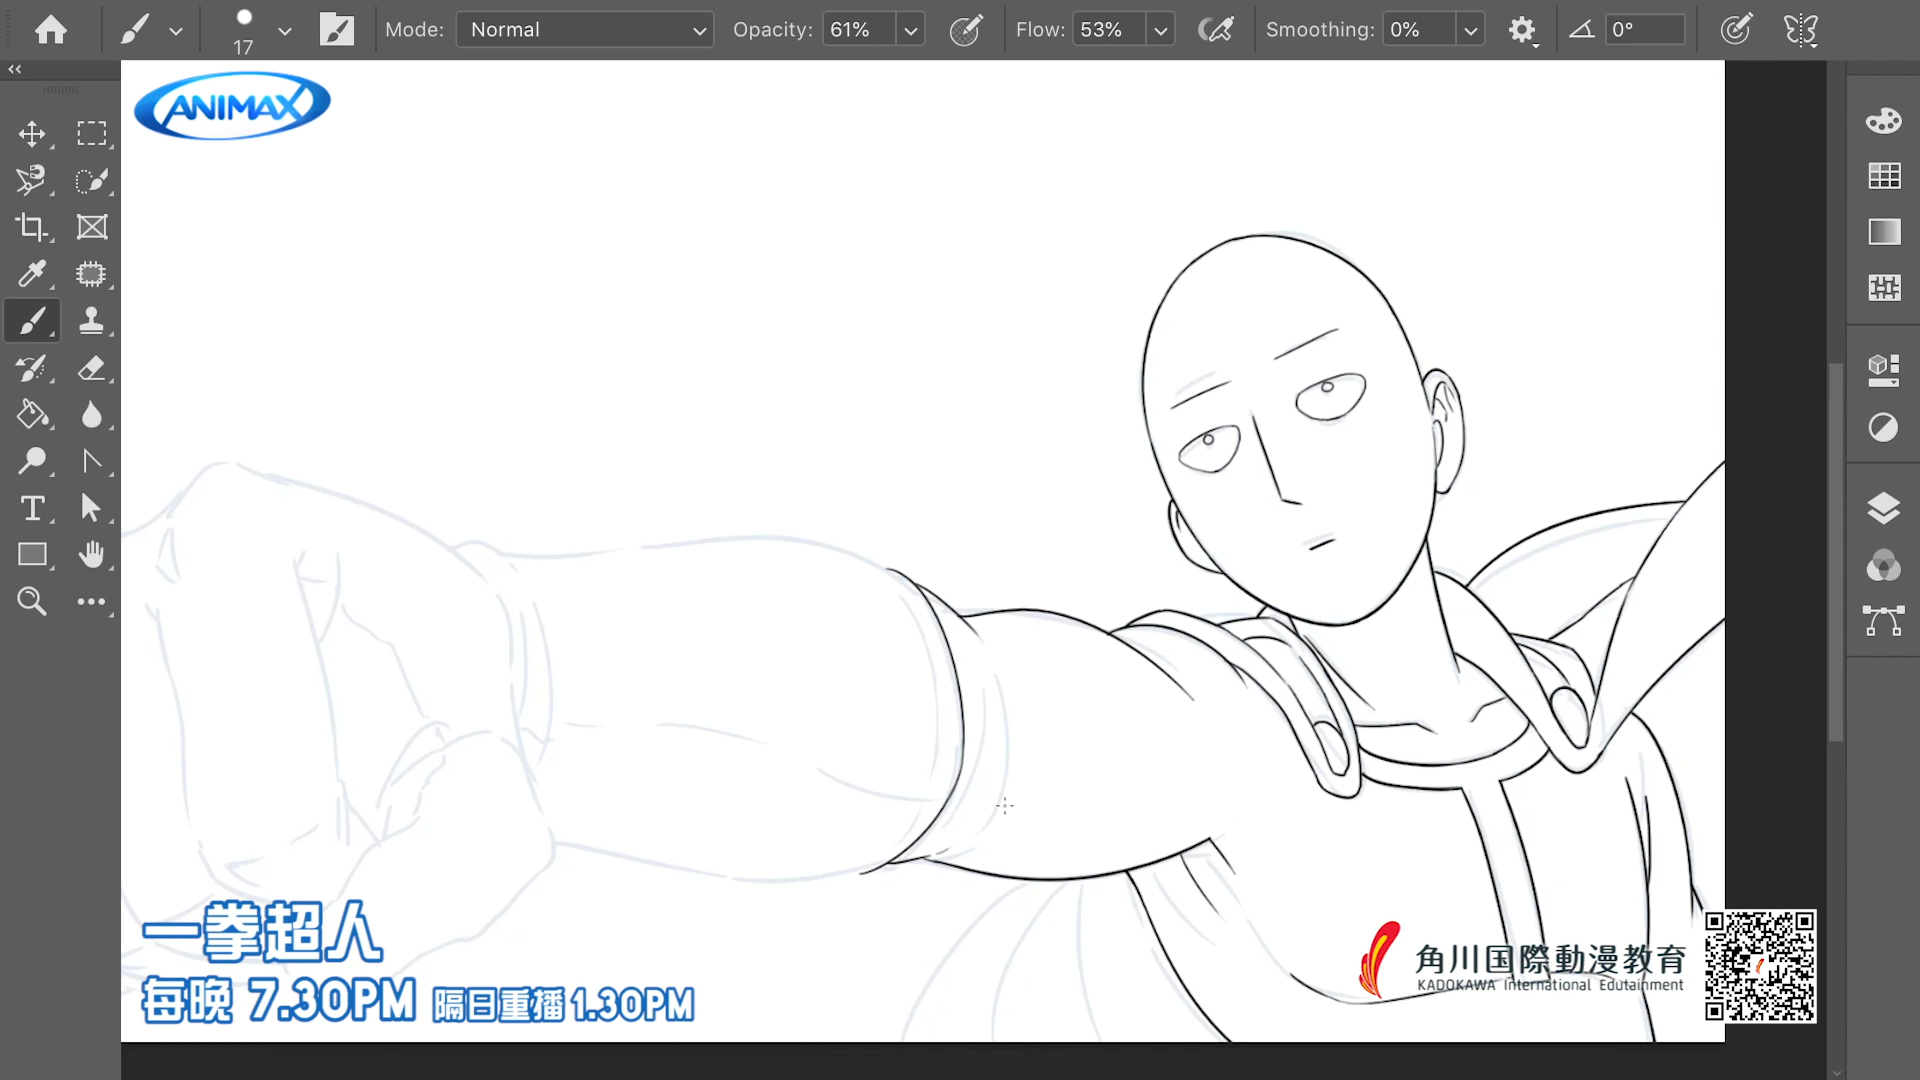 17
Mode: Normal Opacity: 61% Flow: 53% Smoothing: 0% 0°
ANIMAX
T
一拳超人
每晚 7.30PM 隔日重播 1.30PM
角川国際動漫教育
KADOKAWA International Edutainment